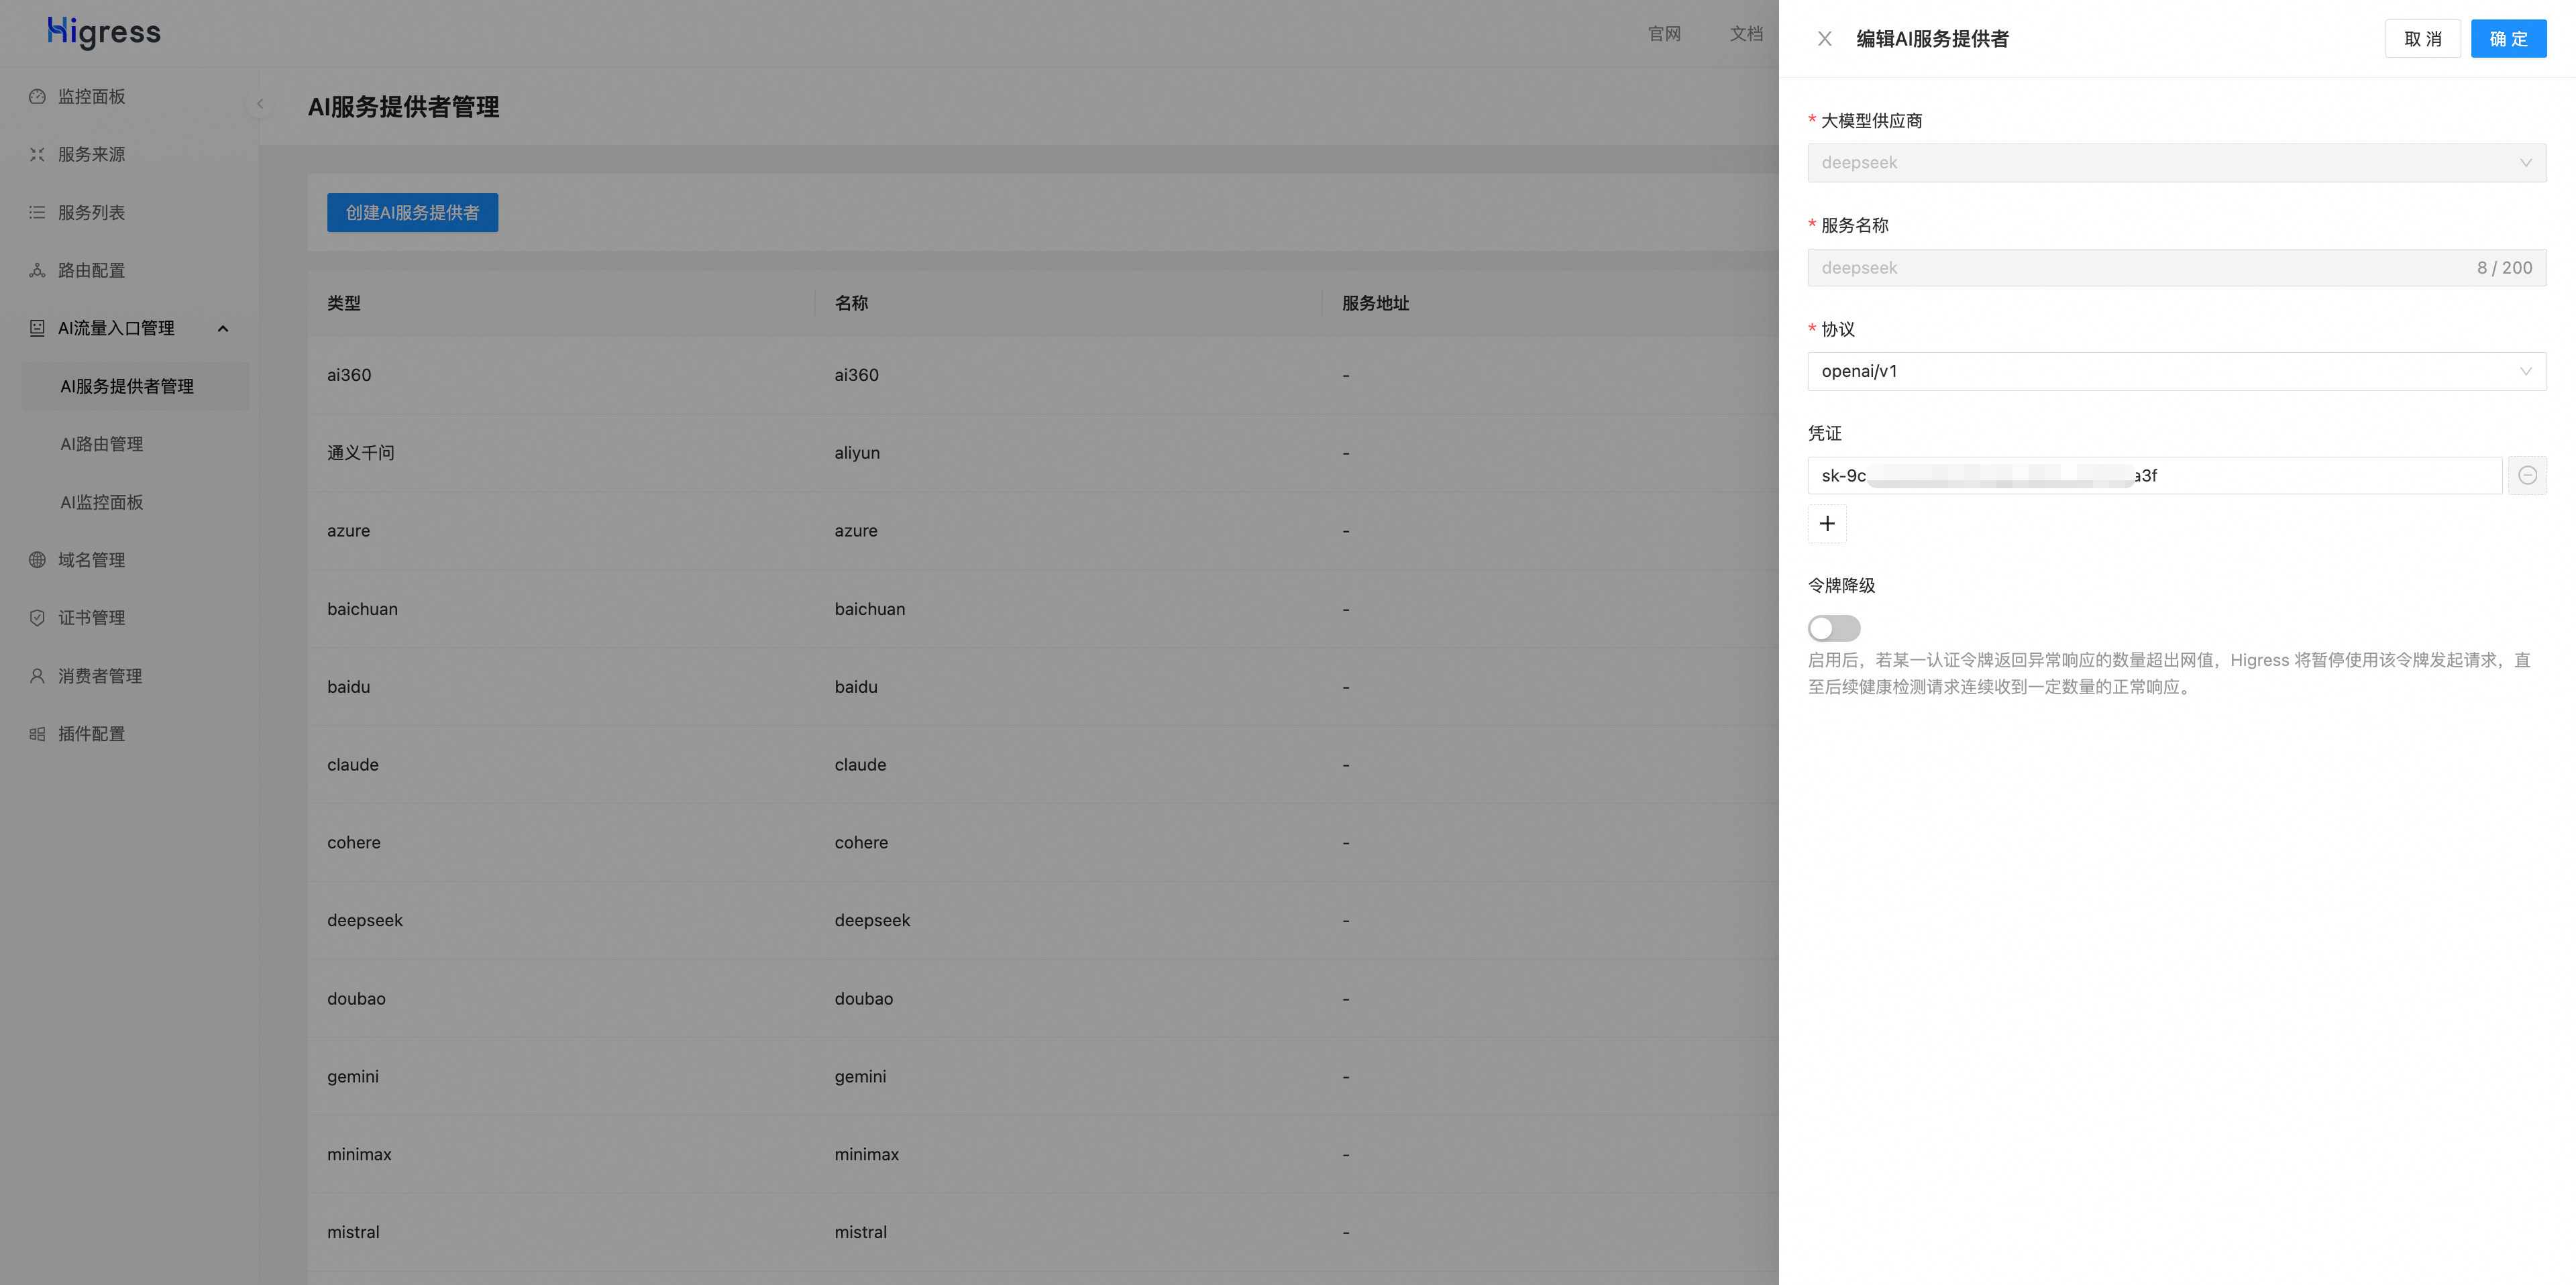 Higress
官网
文档
监控面板
服务来源
服务列表
路由配置
AI流量入口管理
AI服务提供者管理
AI路由管理
AI监控面板
域名管理
证书管理
消费者管理
插件配置
AI服务提供者管理
创建AI服务提供者
类型 名称 服务地址
ai360 ai360 -
通义千问 aliyun -
azure azure -
baichuan baichuan -
baidu baidu -
claude claude -
cohere cohere -
deepseek deepseek -
doubao doubao -
gemini gemini -
minimax minimax -
mistral mistral -
编辑AI服务提供者
取 消
确 定
* 大模型供应商
deepseek
* 服务名称
deepseek 8 / 200
* 协议
openai/v1
凭证
sk-9c a3f
令牌降级
启用后，若某一认证令牌返回异常响应的数量超出网值，Higress 将暂停使用该令牌发起请求，直
至后续健康检测请求连续收到一定数量的正常响应。